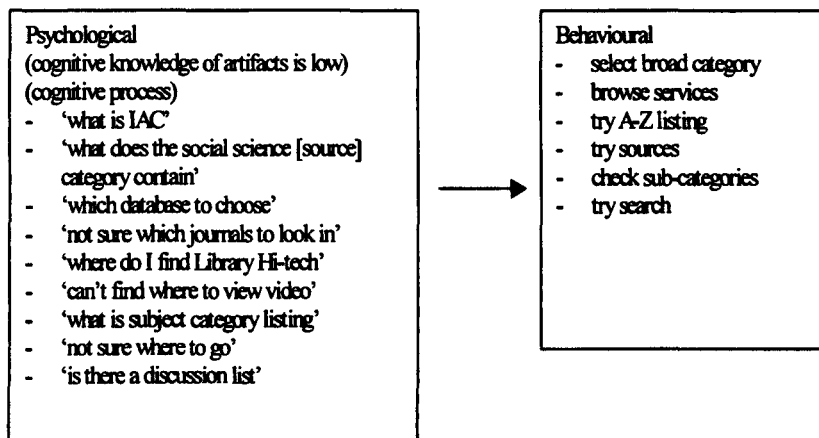 Psychological
(cognitive knowledge of artifacts is low)
(cognitive process)
- ‘what is IAC’
- ‘what does the social science [source]
category contain’
- ‘which database to choose’
- ‘not sure which journals to look in’
- ‘where do I find Library Hi-tech’
- ‘can’t find where to view video’
- ‘what is subject category listing’
- ‘not sure where to go’
- ‘is there a discussion list’
Behavioural
- select broad category
- browse services
- try A-Z listing
- try sources
- check sub-categories
- try search